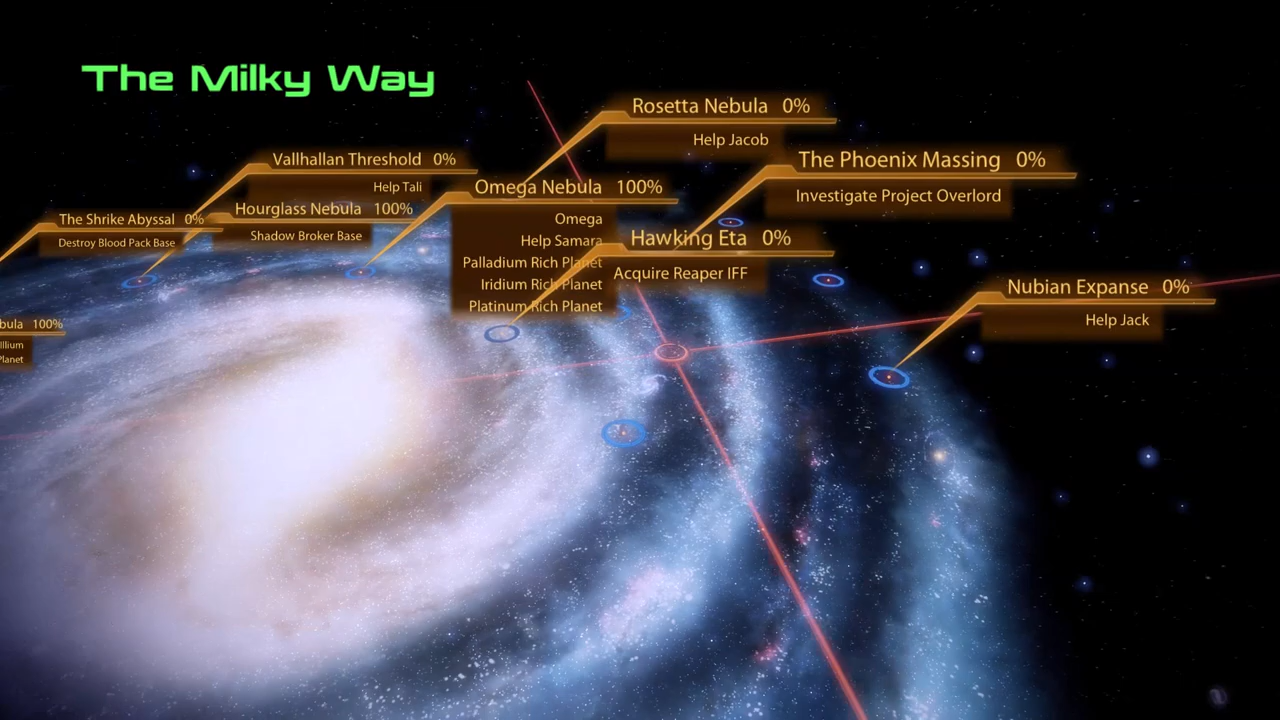 The Milky Way
Rosetta Nebula 0%
Help Jacob
Vallhallan Threshold 0%
Help Tali
The Phoenix Massing 0%
Investigate Project Overlord
Omega Nebula 100%
Omega
Help Samara
Palladium Rich Planet
Iridium Rich Planet
Platinum Rich Planet
Hourglass Nebula 100%
Shadow Broker Base
The Shrike Abyssal 0%
Destroy Blood Pack Base
Hawking Eta 0%
Acquire Reaper IFF
Nubian Expanse 0%
Help Jack
bula 100%
Illium
Planet